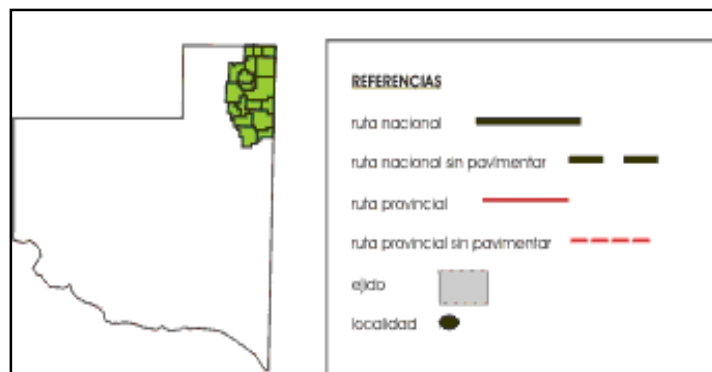 REFERENCIAS
ruta nacional
ruta nacional sin pavimentar
ruta provincial
ruta provincial sin pavimentar
ejido
localidad